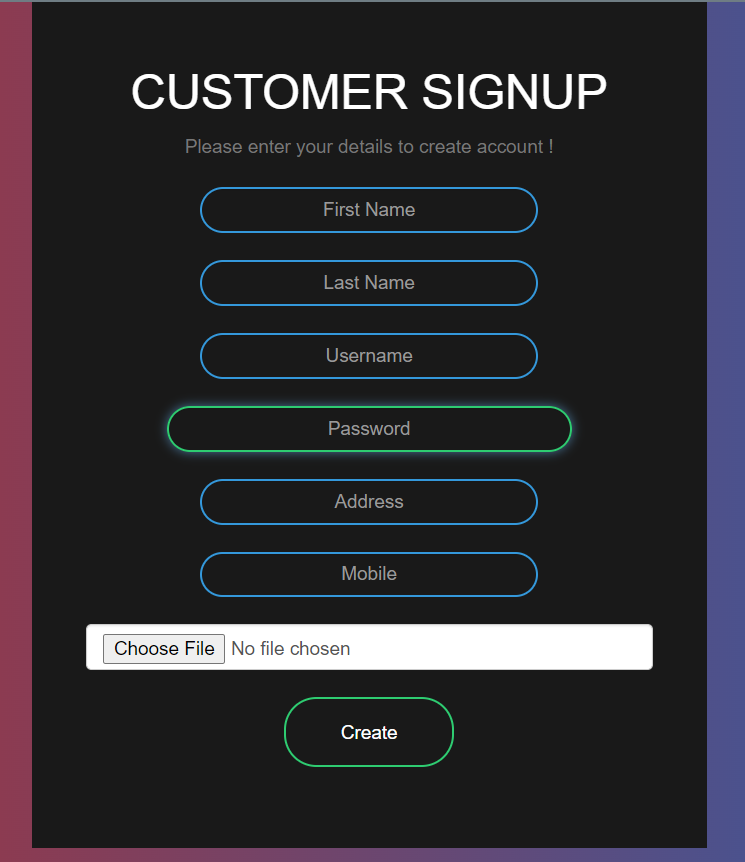 CUSTOMER SIGNUP
Please enter your details to create account !
First Name
Last Name
Username
Password
Address
Mobile
Choose File No file chosen
Create